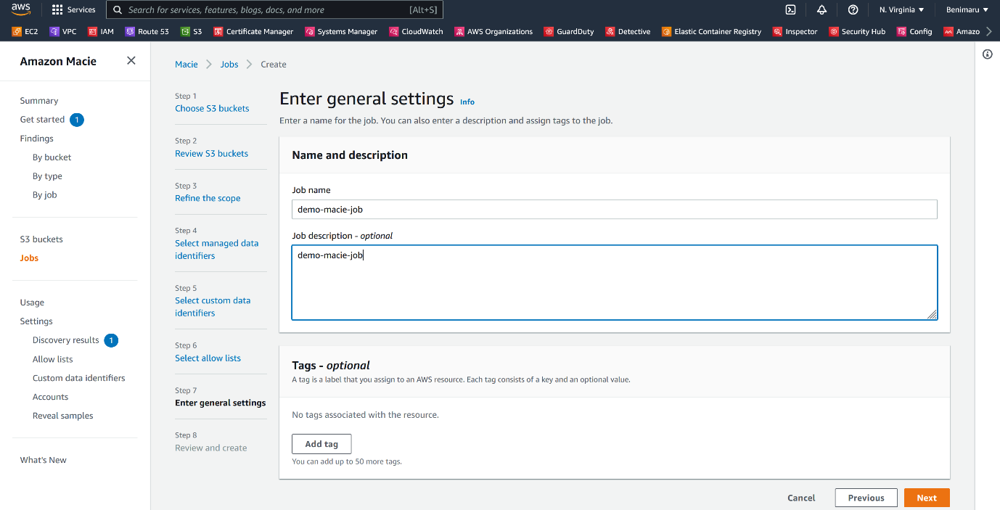 aws
Services
Search for services, features, blogs, docs, and more
[Alt+S]
N. Virginia
Benimaru
EC2
VPC
IAM
Route 53
S3
Certificate Manager
Systems Manager
CloudWatch
AWS Organizations
GuardDuty
Detective
Elastic Container Registry
Inspector
Security Hub
Config
Amazo
Amazon Macie
Summary
Get started 1
Findings
By bucket
By type
By job
S3 buckets
Jobs
Usage
Settings
Discovery results 1
Allow lists
Custom data identifiers
Accounts
Reveal samples
What's New
Macie
Jobs
Create
Step 1
Choose S3 buckets
Step 2
Review S3 buckets
Step 3
Refine the scope
Step 4
Select managed data
identifiers
Step 5
Select custom data
identifiers
Step 6
Select allow lists
Step 7
Enter general settings
Step 8
Review and create
Enter general settings Info
Enter a name for the job. You can also enter a description and assign tags to the job.
Name and description
Job name
demo-macie-job
Job description - optional
demo-macie-job
Tags - optional
A tag is a label that you assign to an AWS resource. Each tag consists of a key and an optional value.
No tags associated with the resource.
Add tag
You can add up to 50 more tags.
Cancel
Previous
Next